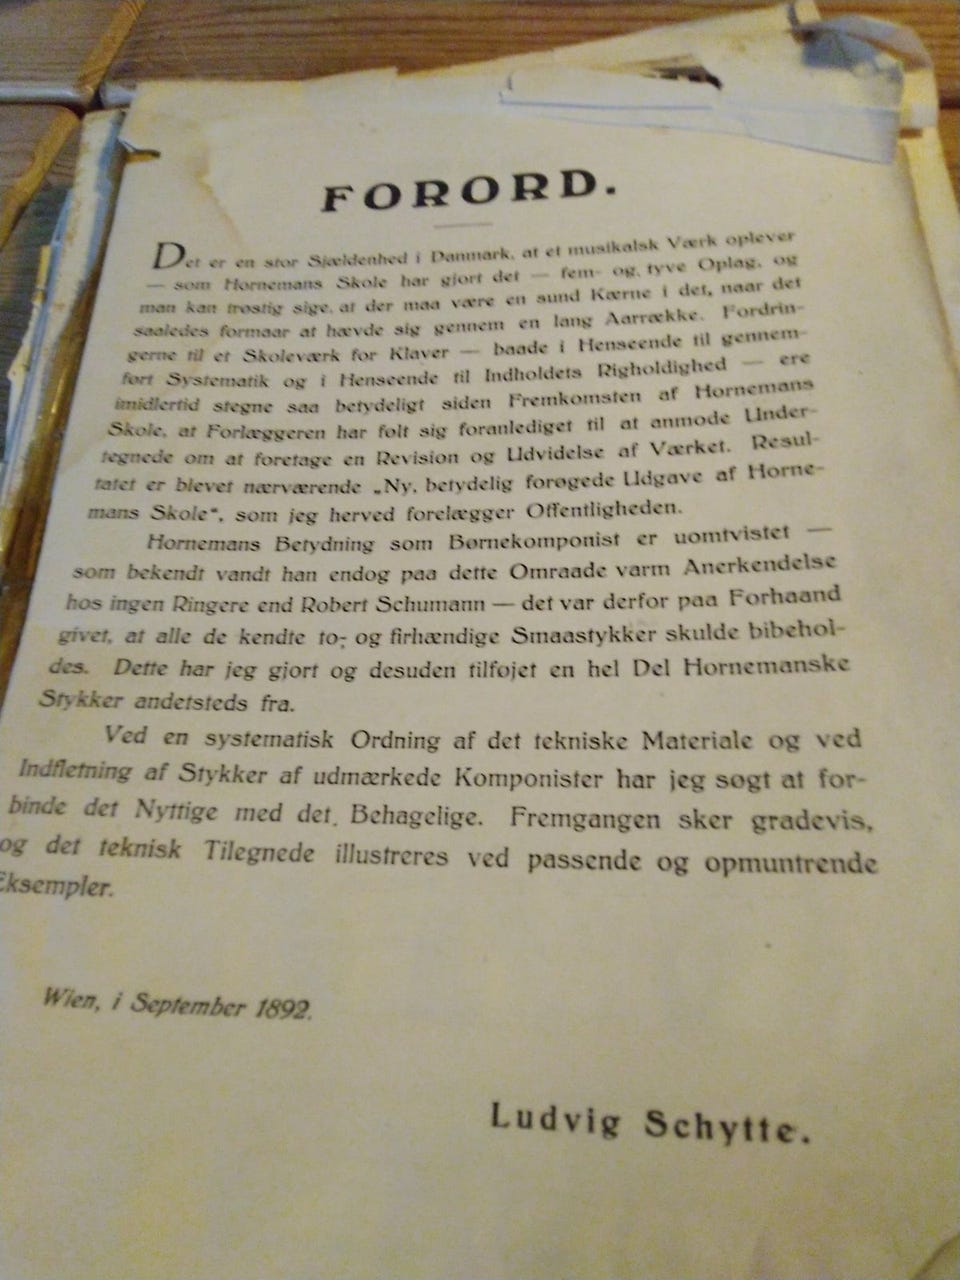 FORORD.
Det er en stor Sjældenhed i Danmark, at et musikalsk Værk oplever
— som Hornemans Skole har gjort det — fem- og, tyve Oplag, og
man kan trøstig sige, at der maa være en sund Kærne i det, naar det
saaledes formaar at hævde sig gennem en lang Aarrække. Fordrin-
gerne til et Skoleværk for Klaver — baade i Henseende til gennem-
ført Systematik og i Henseende til Indholdets Righoldighed — ere
imidlertid stegne saa betydeligt siden Fremkomsten af Hornemans
Skole, at Forlæggeren har følt sig foranlediget til at anmode Under-
tegnede om at foretage en Revision og Udvidelse af Værket. Resul-
tatet er blevet nærværende „Ny, betydelig forøgede Udgave af Horne-
mans Skole“, som jeg herved forelægger Offentligheden.
Hornemans Betydning som Børnekomponist er uomtvistet —
som bekendt vandt han endog paa dette Omraade varm Anerkendelse
hos ingen Ringere end Robert Schumann — det var derfor paa Forhaand
givet, at alle de kendte to- og firhændige Smaastykker skulde bibehol-
des. Dette har jeg gjort og desuden tilføjet en hel Del Hornemanske
Stykker andetsteds fra.
Ved en systematisk Ordning af det tekniske Materiale og ved
Indfletning af Stykker af udmærkede Komponister har jeg søgt at for-
binde det Nyttige med det Behagelige. Fremgangen sker gradevis,
og det teknisk Tilegnede illustreres ved passende og opmuntrende
Eksempler.
Wien, i September 1892.
Ludvig Schytte.